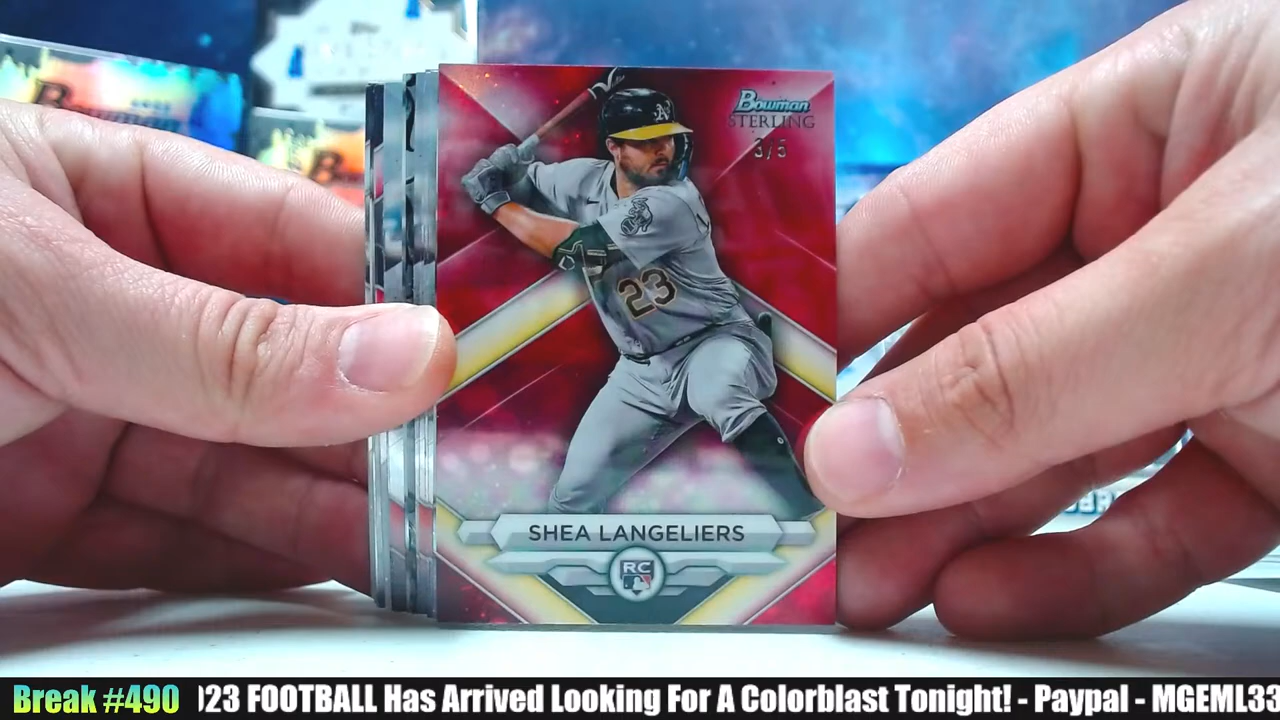 Bowman
STERLING
3/5
A's
23
SHEA LANGELIERS
RC
Break #490
023 FOOTBALL Has Arrived Looking For A Colorblast Tonight! - Paypal - MGEML33